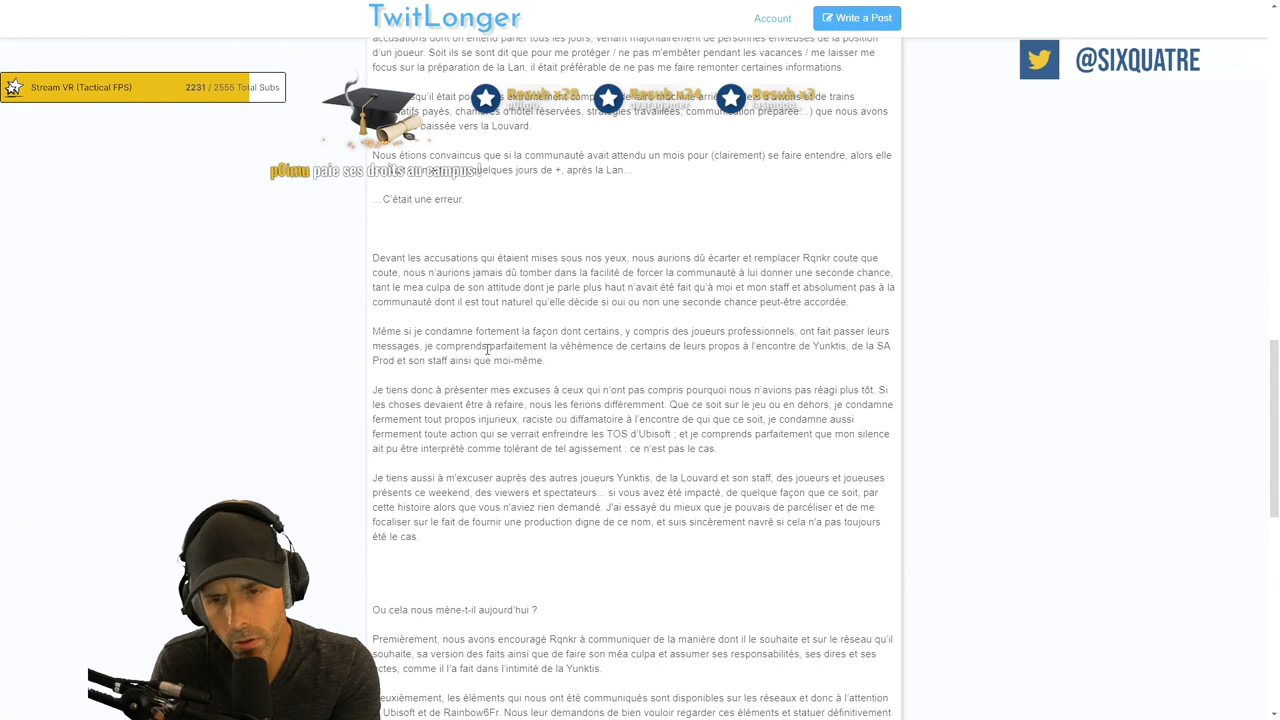 TwitLonger
Account
Write a Post
@SIXQUATRE
Stream VR (Tactical FPS)
2231 / 2555 Total Subs
accusations dont on entend parler tous les jours, venant majoritairement de personnes envieuses de la position
d'un joueur. Soit ils se sont dit que pour me protéger / ne pas m'embêter pendant les vacances / me laisser me
focus sur la préparation de la Lan, il était préférable de ne pas me faire remonter certaines informations.
Resub x28
Resub x24
Resub x3
p0imu
qu'il était
et de trains
payés, chambres d'hôtel réservées, stratégies travaillées, communication préparée...) que nous avons
baissée vers la Louvard.
Nous étions convaincus que si la communauté avait attendu un mois pour (clairement) se faire entendre, alors elle
p0imu paie ses droits au campus !
quelques jours de +, après la Lan…
…C'était une erreur.
Devant les accusations qui étaient mises sous nos yeux, nous aurions dû écarter et remplacer Rqnkr coute que
coute, nous n'aurions jamais dû tomber dans la facilité de forcer la communauté à lui donner une seconde chance,
tant le mea culpa de son attitude dont je parle plus haut n'avait été fait qu'à moi et mon staff et absolument pas à la
communauté dont il est tout naturel qu'elle décide si oui ou non une seconde chance peut-être accordée.
Même si je condamne fortement la façon dont certains, y compris des joueurs professionnels, ont fait passer leurs
messages, je comprends parfaitement la véhémence de certains de leurs propos à l'encontre de Yunktis, de la SA
Prod et son staff ainsi que moi-même.
Je tiens donc à présenter mes excuses à ceux qui n'ont pas compris pourquoi nous n'avions pas réagi plus tôt. Si
les choses devaient être à refaire, nous les ferions différemment. Que ce soit sur le jeu ou en dehors, je condamne
fermement tout propos injurieux, raciste ou diffamatoire à l'encontre de qui que ce soit, je condamne aussi
fermement toute action qui se verrait enfreindre les TOS d'Ubisoft ; et je comprends parfaitement que mon silence
ait pu être interprété comme tolérant de tel agissement : ce n'est pas le cas.
Je tiens aussi à m'excuser auprès des autres joueurs Yunktis, de la Louvard et son staff, des joueurs et joueuses
présents ce weekend, des viewers et spectateurs... si vous avez été impacté, de quelque façon que ce soit, par
cette histoire alors que vous n'aviez rien demandé. J'ai essayé du mieux que je pouvais de parcéliser et de me
focaliser sur le fait de fournir une production digne de ce nom, et suis sincèrement navré si cela n'a pas toujours
été le cas.
Ou cela nous mène-t-il aujourd'hui ?
Premièrement, nous avons encouragé Rqnkr à communiquer de la manière dont il le souhaite et sur le réseau qu'il
souhaite, sa version des faits ainsi que de faire son méa culpa et assumer ses responsabilités, ses dires et ses
ctes, comme il l'a fait dans l'intimité de la Yunktis.
euxièmement, les éléments qui nous ont été communiqués sont disponibles sur les réseaux et donc à l'attention
Ubisoft et de Rainbow6Fr. Nous leur demandons de bien vouloir regarder ces éléments et statuer définitivement